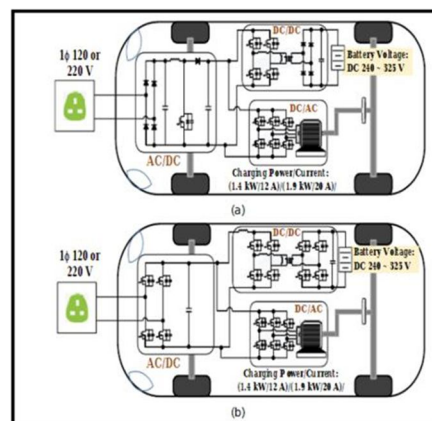 DC/DC
1ϕ 120 or
220 V
Battery Voltage:
DC 240 ~ 325 V
DC/AC
AC/DC
Charging Power/Current:
(1.4 kW/12 A)/(1.9 kW/20 A)/
(a)
DC/DC
1ϕ 120 or
220 V
Battery Voltage:
DC 240 ~ 325 V
DC/AC
AC/DC
Charging Power/Current:
(1.4 kW/12 A)/(1.9 kW/20 A)/
(b)